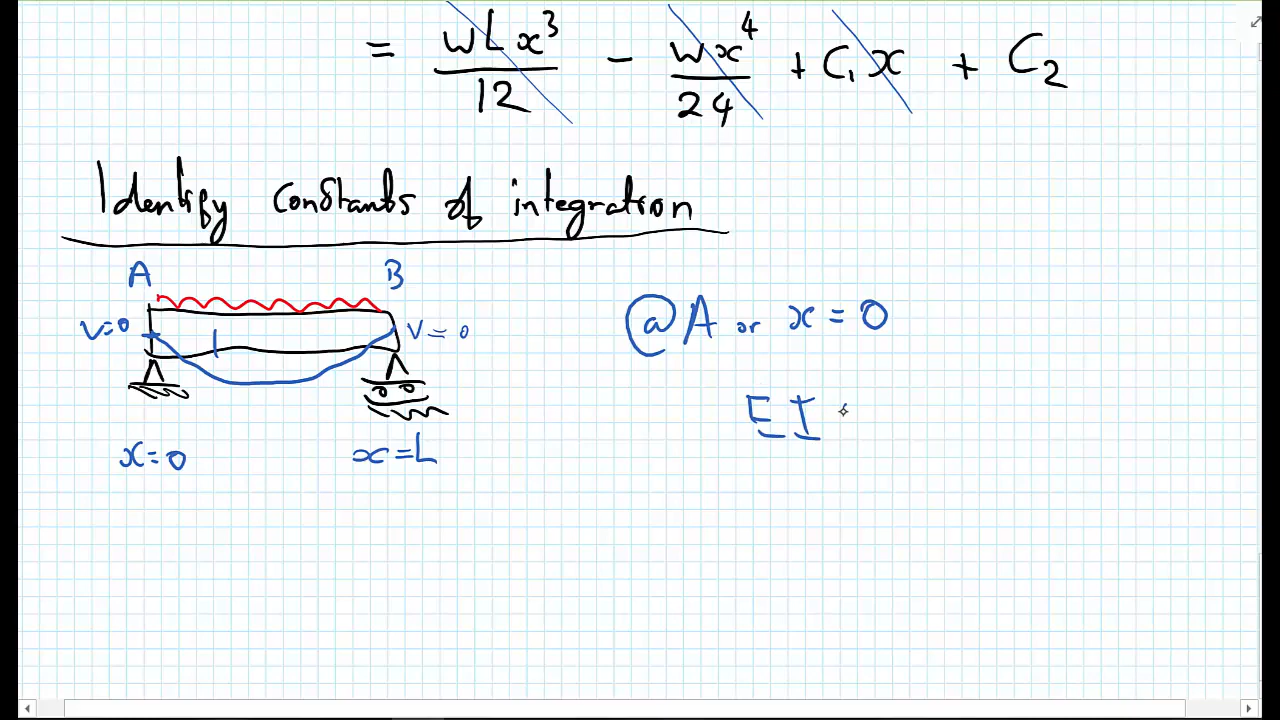 = wLx³/12 - wx⁴/24 + C₁x + C₂
Identify Constants of integration
A B
V=0 V=0
x=0 x=L
@A or x=0
EI